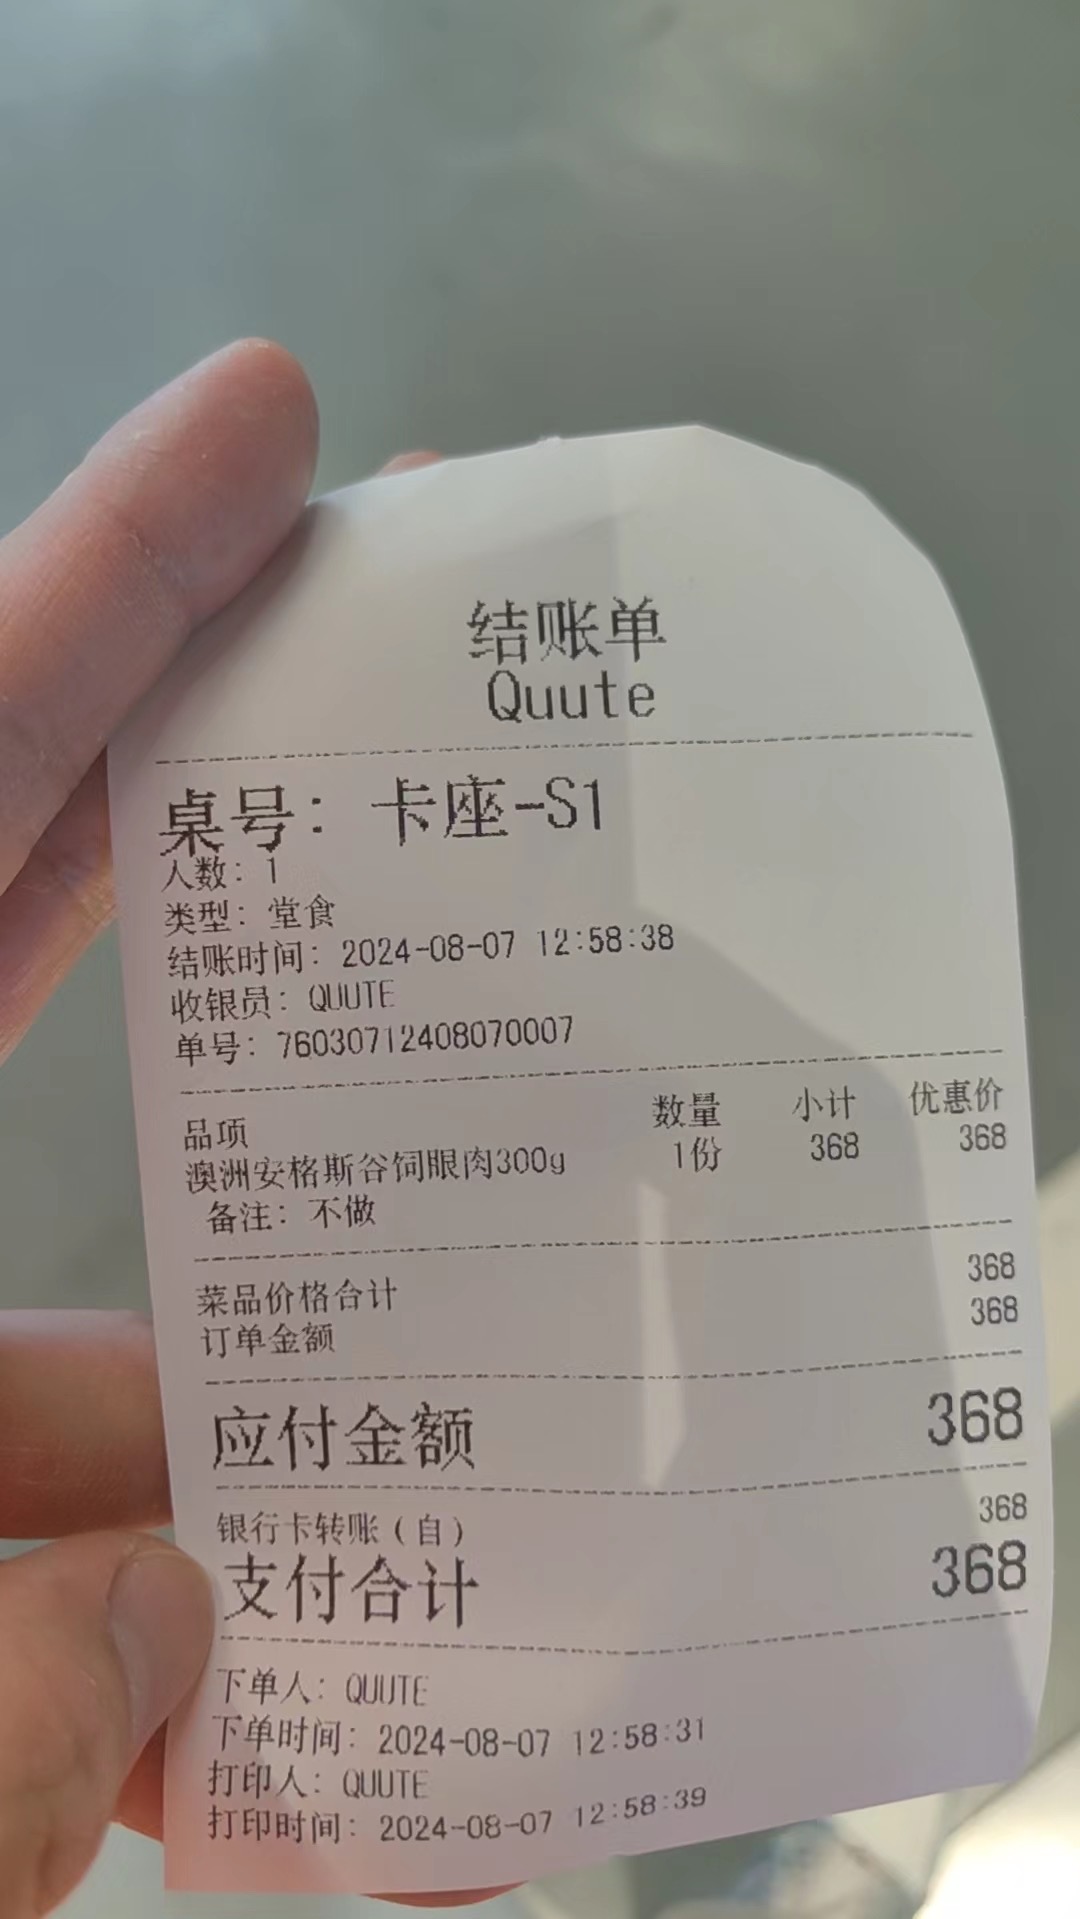 结账单
Quute
桌号：卡座-S1
人数：1
类型：堂食
结账时间：2024-08-07 12:58:38
收银员：QUUTE
单号：76030712408070007
品项 数量 小计 优惠价
澳洲安格斯谷饲眼肉300g 1份 368 368
备注：不做
菜品价格合计 368
订单金额 368
应付金额 368
银行卡转账（自） 368
支付合计 368
下单人：QUUTE
下单时间：2024-08-07 12:58:31
打印人：QUUTE
打印时间：2024-08-07 12:58:39